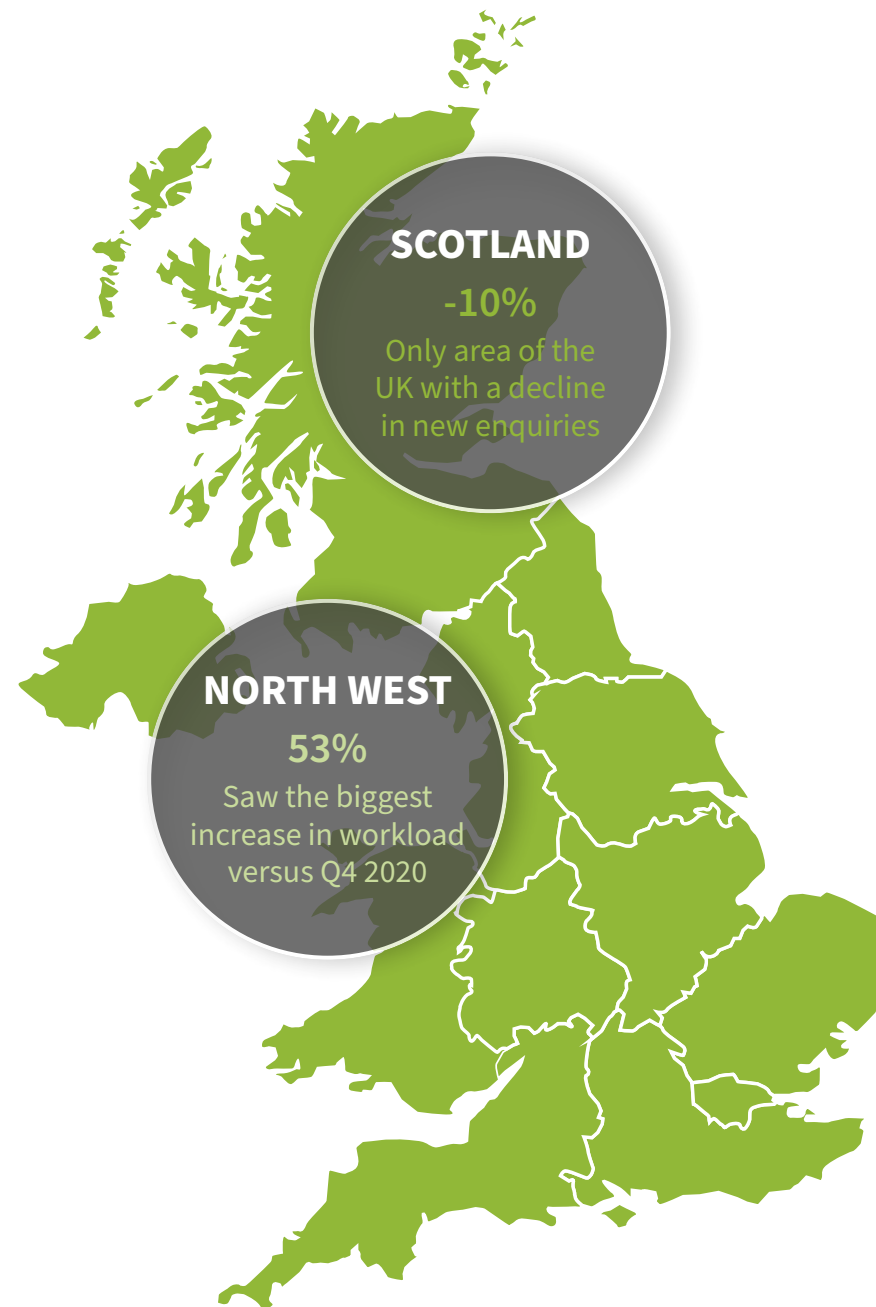 SCOTLAND
-10%
Only area of the
UK with a decline
in new enquiries
NORTH WEST
53%
Saw the biggest
increase in workload
versus Q4 2020